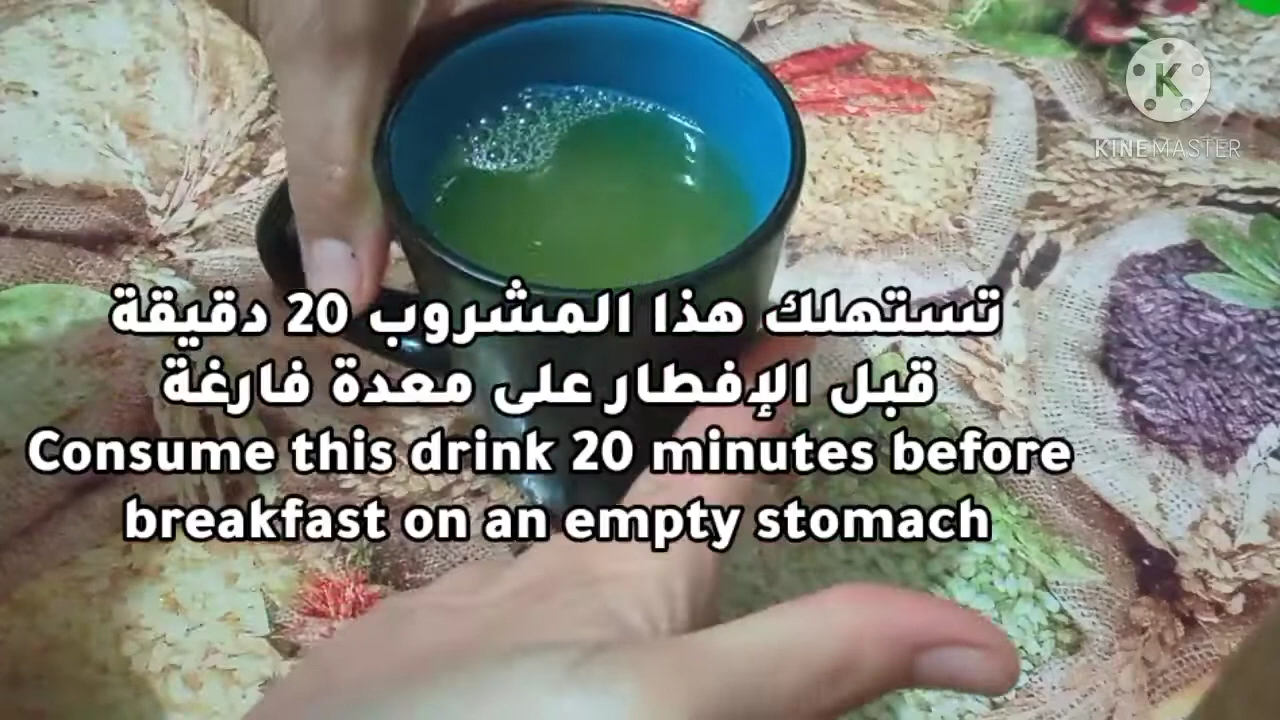 K
KINEMASTER
تستهلك هذا المشروب 20 دقيقة
قبل الإفطار على معدة فارغة
Consume this drink 20 minutes before
breakfast on an empty stomach